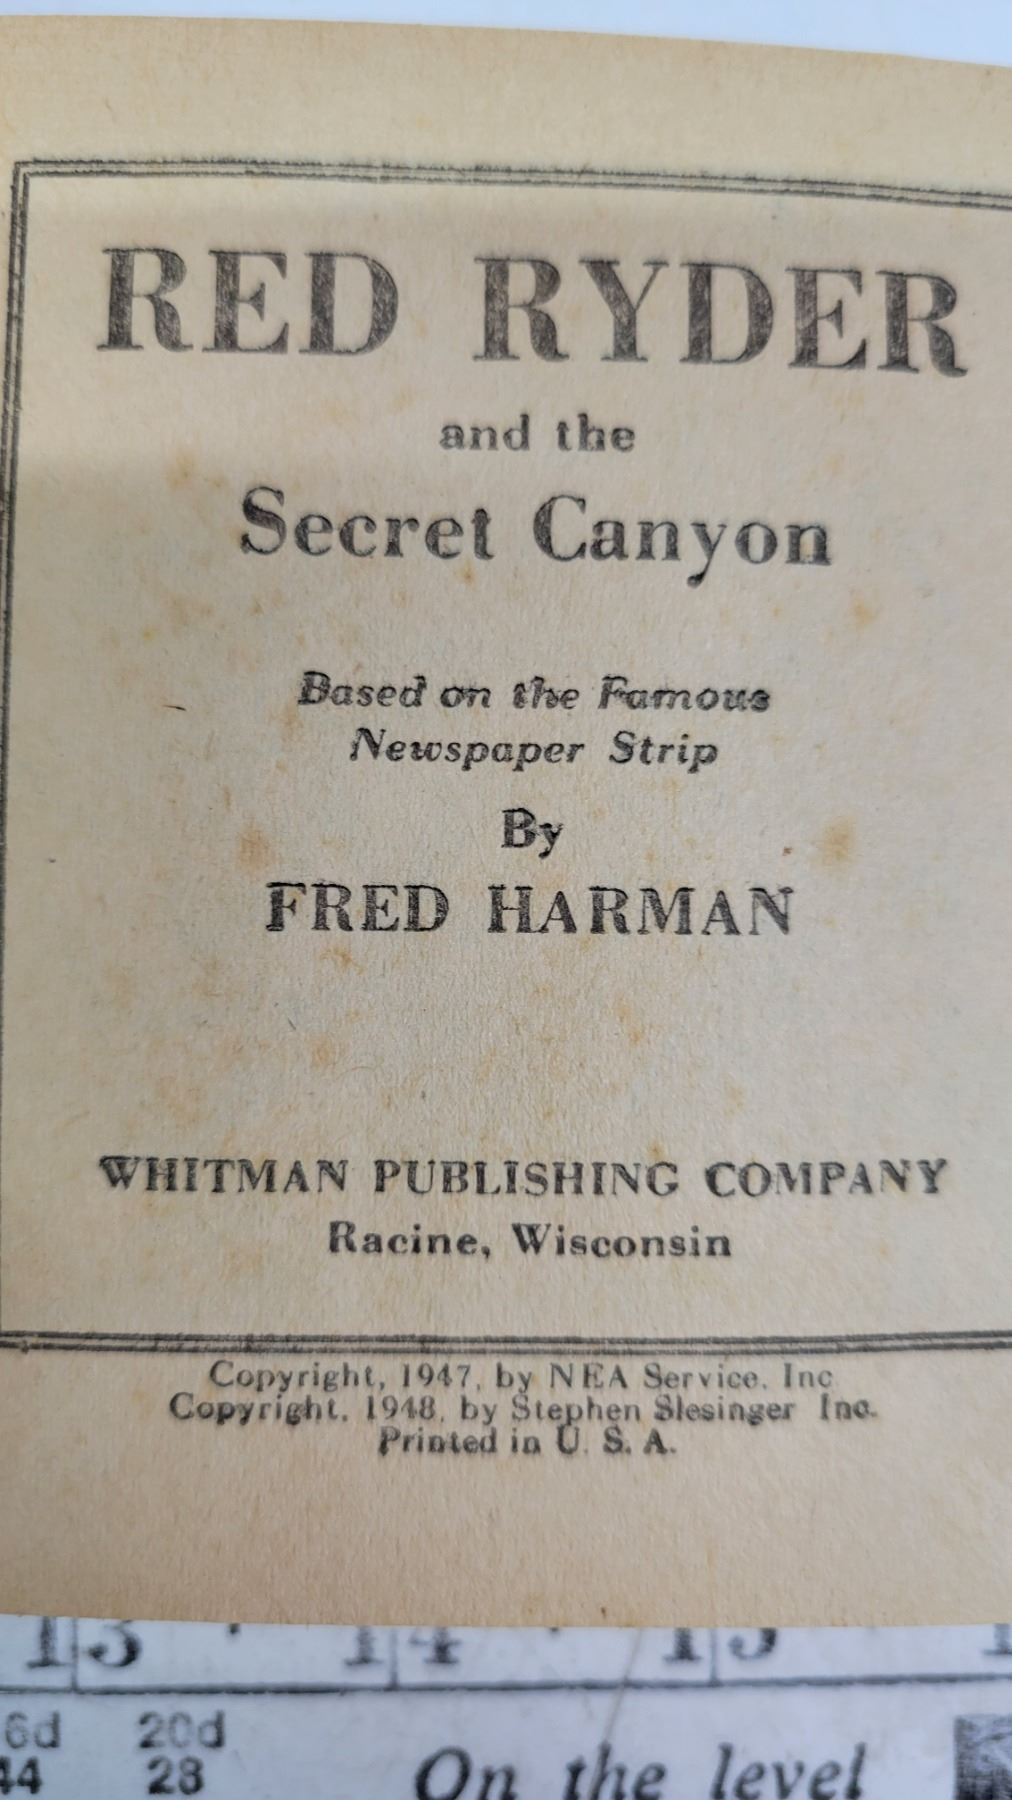 RED RYDER
and the
Secret Canyon
Based on the Famous
Newspaper Strip
By
FRED HARMAN
WHITMAN PUBLISHING COMPANY
Racine, Wisconsin
Copyright, 1947, by NEA Service, Inc
Copyright, 1948, by Stephen Slesinger Inc.
Printed in U. S. A.
13 14 15
6d 20d
44 28
On the level